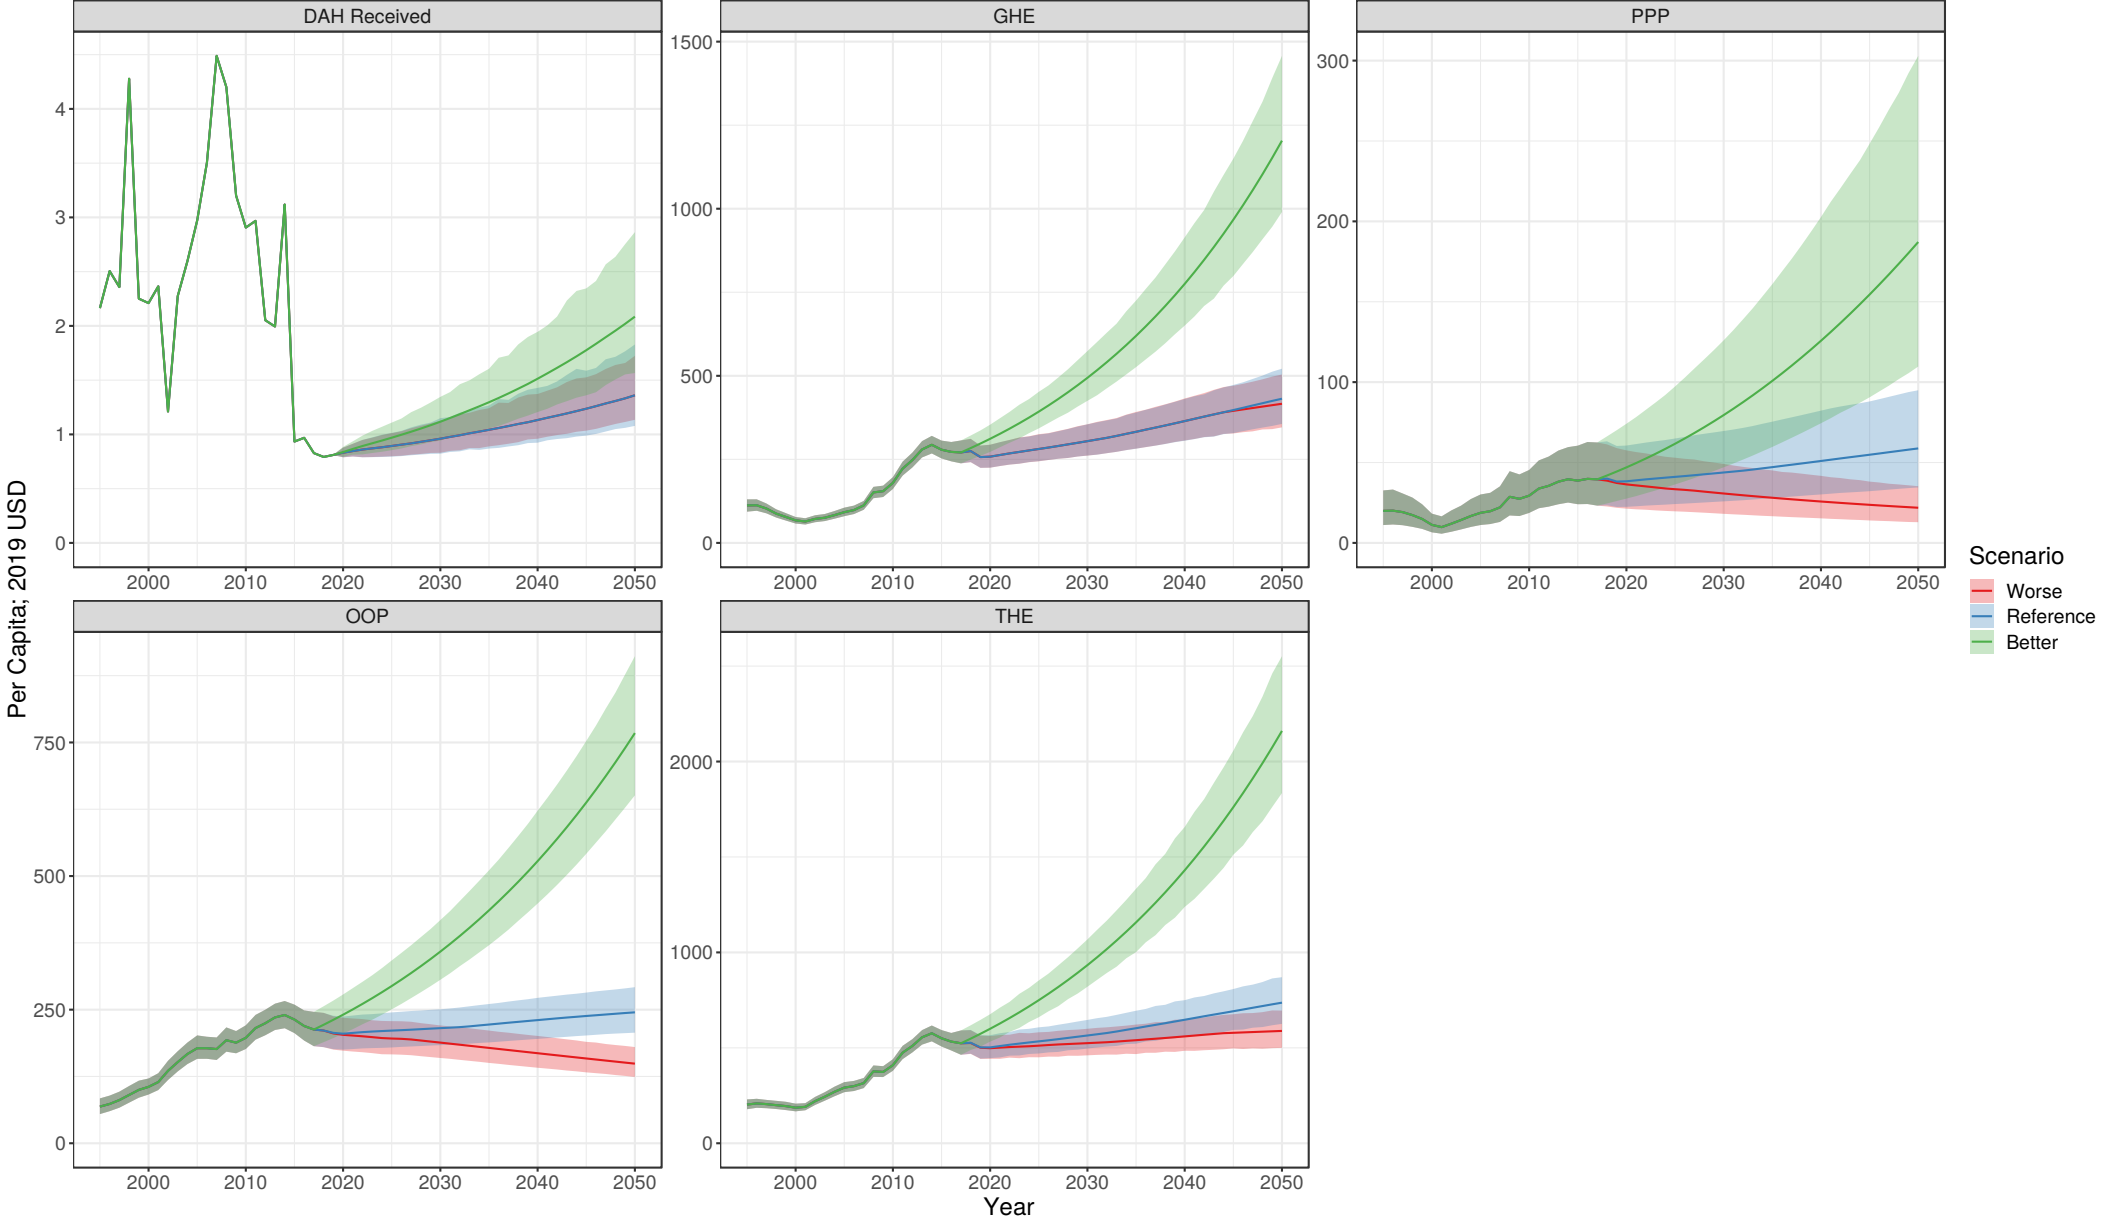 DAH Received
GHE
PPP
4
3
2
1
0
1500
1000
500
0
300
200
100
0
2000 2010 2020 2030 2040 2050
2000 2010 2020 2030 2040 2050
2000 2010 2020 2030 2040 2050
OOP
THE
750
500
250
0
2000
1000
0
2000 2010 2020 2030 2040 2050
2000 2010 2020 2030 2040 2050
Year
Per Capita; 2019 USD
Scenario
Worse
Reference
Better